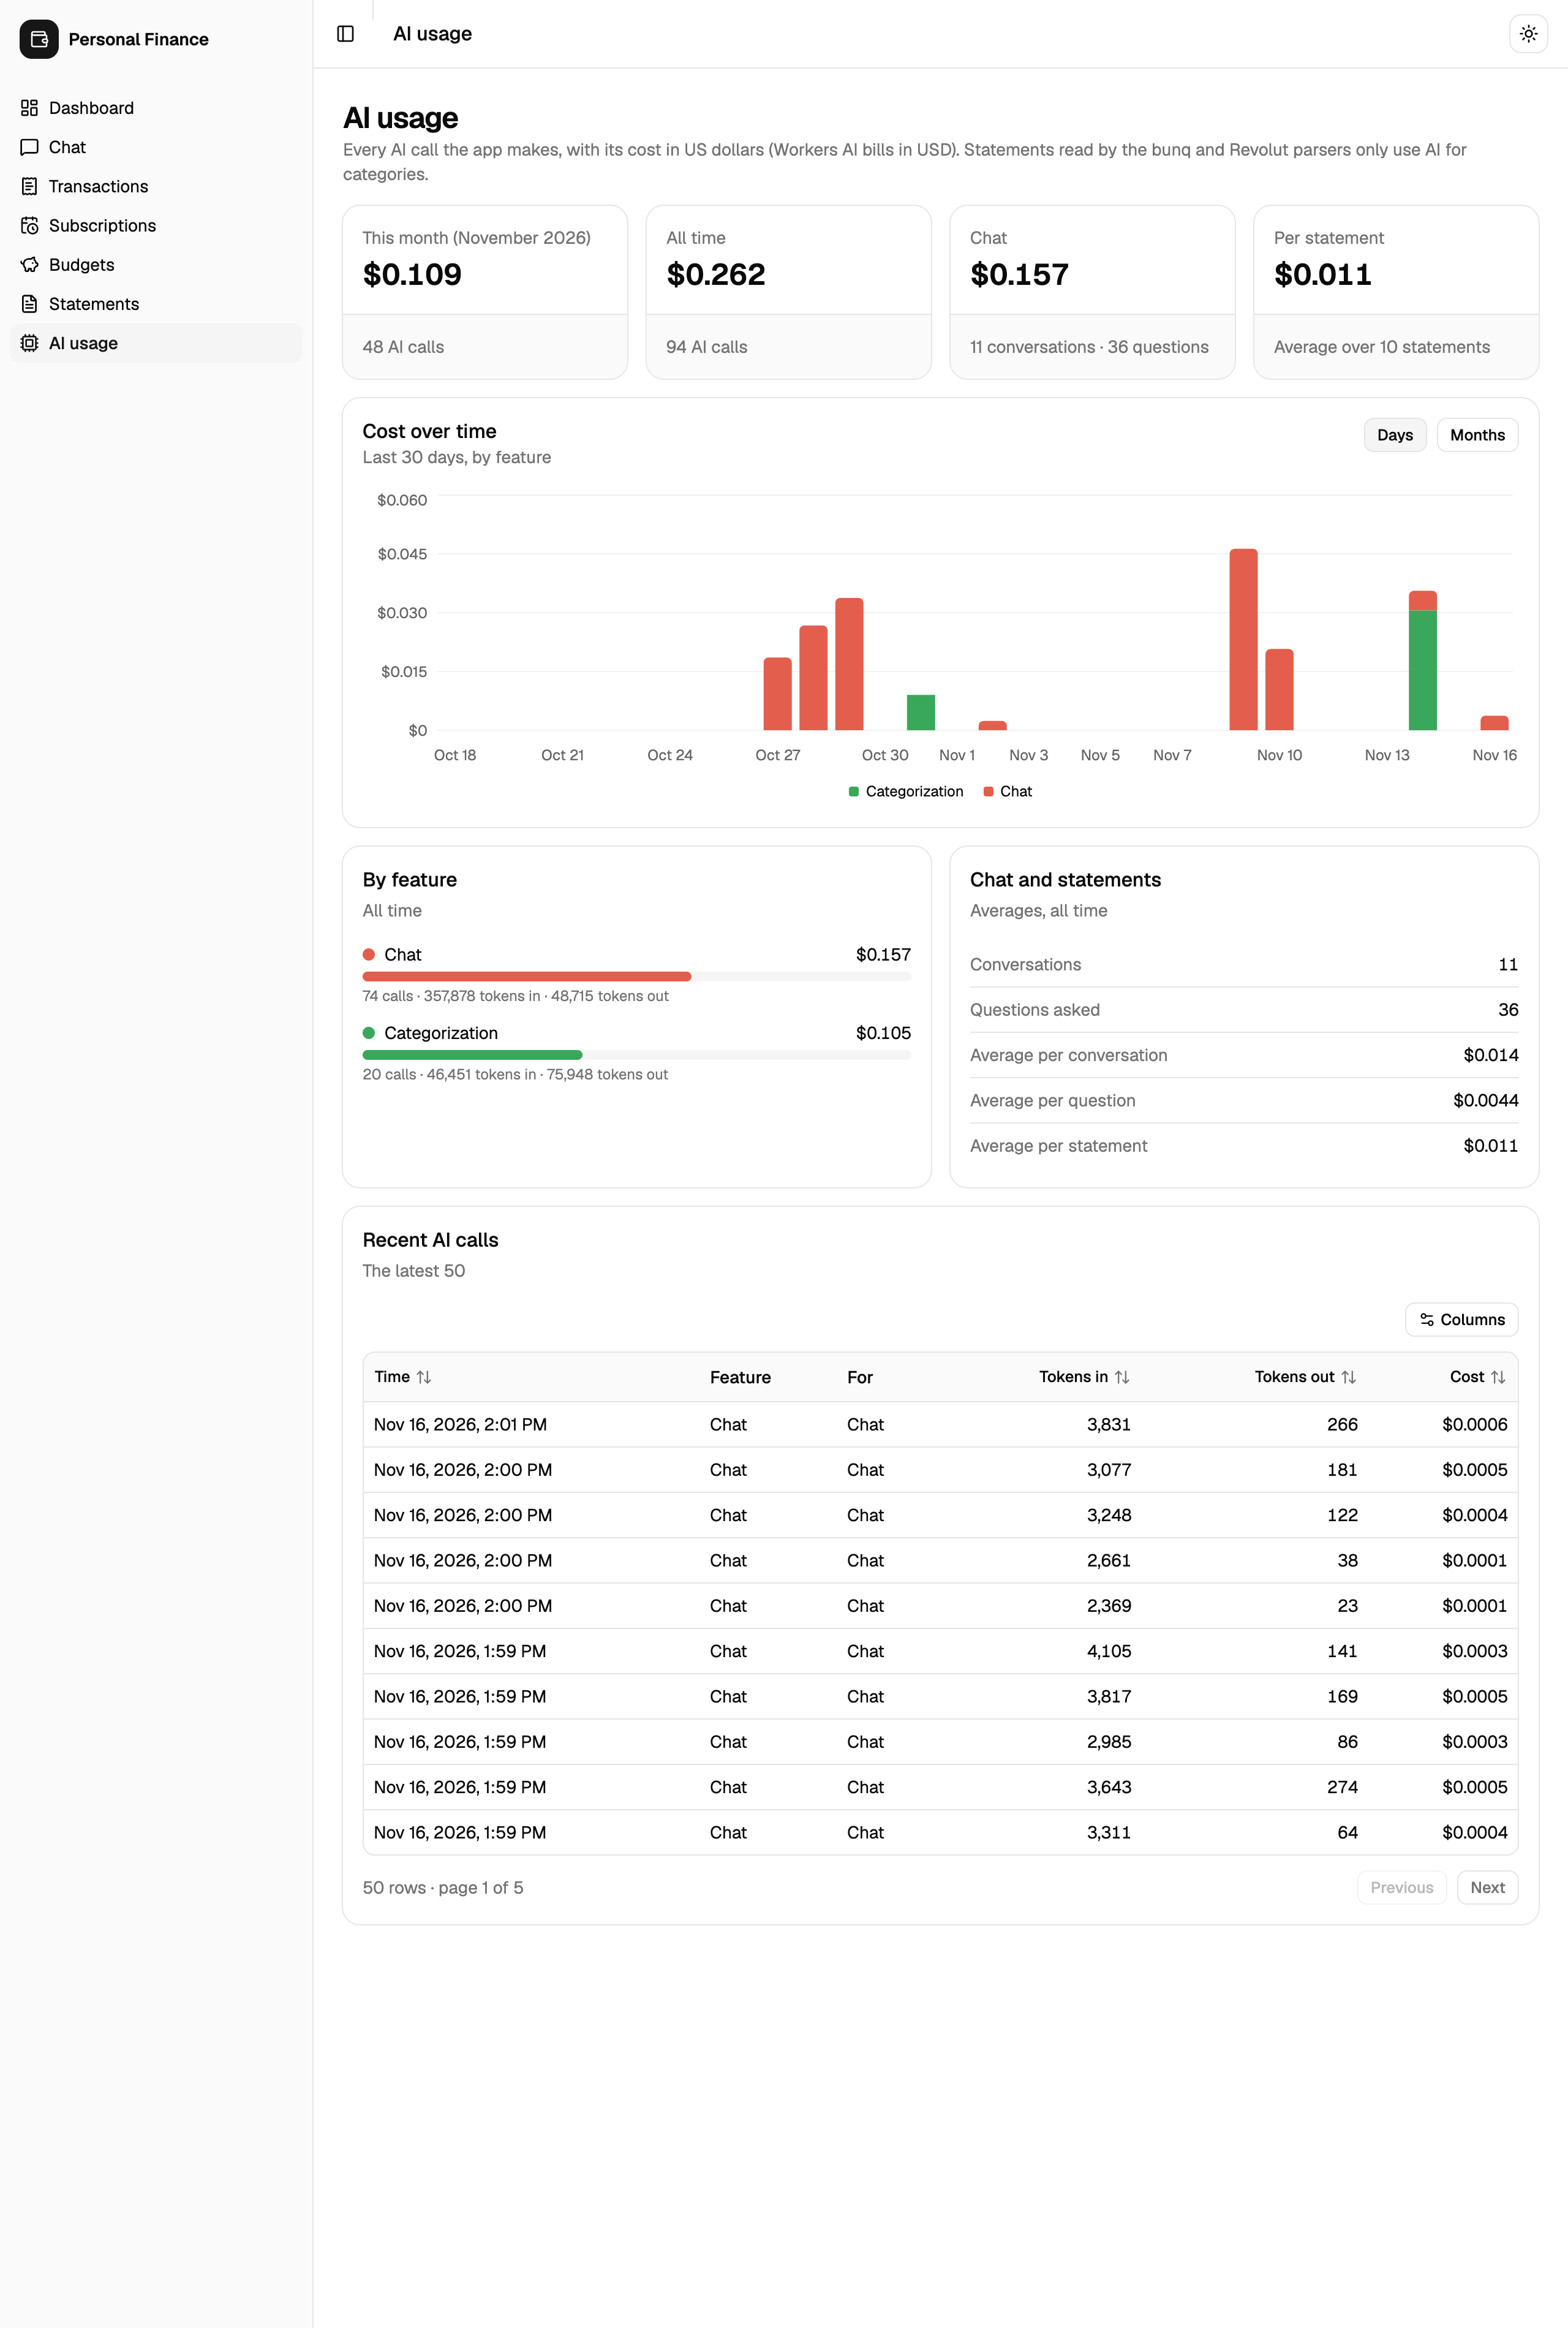 Personal Finance
Dashboard
Chat
Transactions
Subscriptions
Budgets
Statements
AI usage
AI usage
AI usage
Every AI call the app makes, with its cost in US dollars (Workers AI bills in USD). Statements read by the bunq and Revolut parsers only use AI for
categories.
This month (November 2026)
$0.109
48 AI calls
All time
$0.262
94 AI calls
Chat
$0.157
11 conversations · 36 questions
Per statement
$0.011
Average over 10 statements
Cost over time
Last 30 days, by feature
Days Months
$0.060
$0.045
$0.030
$0.015
$0
Oct 18 Oct 21 Oct 24 Oct 27 Oct 30 Nov 1 Nov 3 Nov 5 Nov 7 Nov 10 Nov 13 Nov 16
Categorization Chat
By feature
All time
Chat $0.157
74 calls · 357,878 tokens in · 48,715 tokens out
Categorization $0.105
20 calls · 46,451 tokens in · 75,948 tokens out
Chat and statements
Averages, all time
Conversations 11
Questions asked 36
Average per conversation $0.014
Average per question $0.0044
Average per statement $0.011
Recent AI calls
The latest 50
Columns
Time Feature For Tokens in Tokens out Cost
Nov 16, 2026, 2:01 PM Chat Chat 3,831 266 $0.0006
Nov 16, 2026, 2:00 PM Chat Chat 3,077 181 $0.0005
Nov 16, 2026, 2:00 PM Chat Chat 3,248 122 $0.0004
Nov 16, 2026, 2:00 PM Chat Chat 2,661 38 $0.0001
Nov 16, 2026, 2:00 PM Chat Chat 2,369 23 $0.0001
Nov 16, 2026, 1:59 PM Chat Chat 4,105 141 $0.0003
Nov 16, 2026, 1:59 PM Chat Chat 3,817 169 $0.0005
Nov 16, 2026, 1:59 PM Chat Chat 2,985 86 $0.0003
Nov 16, 2026, 1:59 PM Chat Chat 3,643 274 $0.0005
Nov 16, 2026, 1:59 PM Chat Chat 3,311 64 $0.0004
50 rows · page 1 of 5
Previous Next